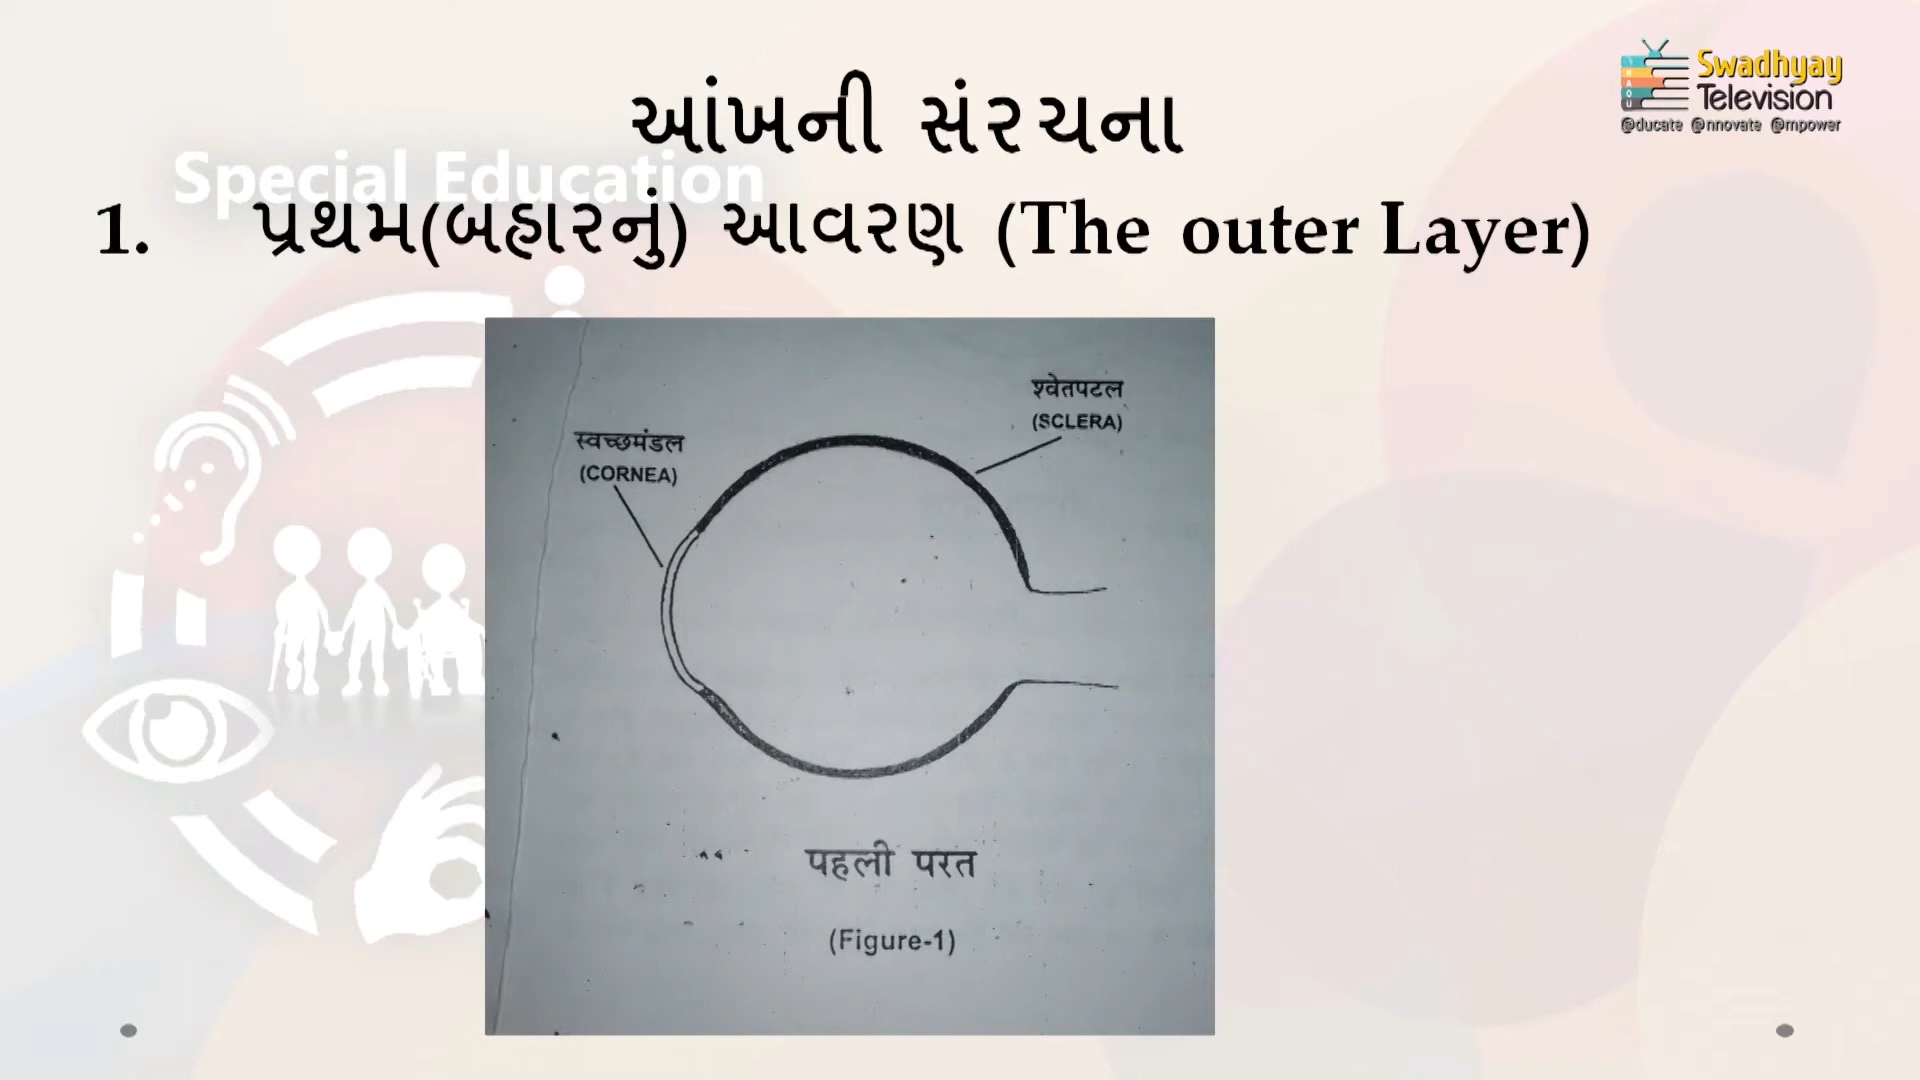 Swadhyay
Television
@ducate @nnovate @mpower
આંખની સંરચના
Special Education
1. પ્રથમ(બહારનું) આવરણ (The outer Layer)
श्वेतपटल
(SCLERA)
स्वच्छमंडल
(CORNEA)
पहली परत
(Figure-1)